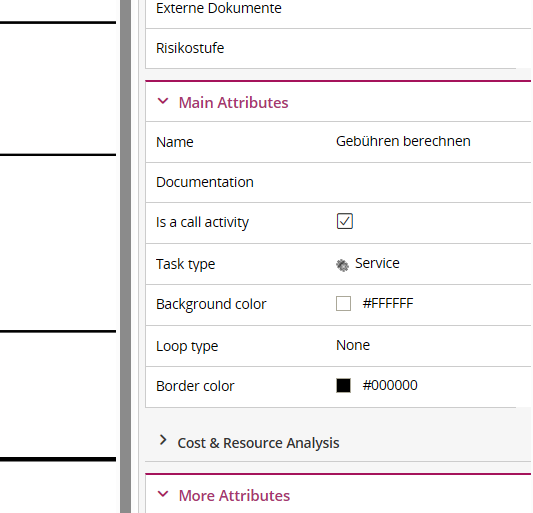 Externe Dokumente
Risikostufe
Main Attributes
Name Gebühren berechnen
Documentation
Is a call activity
Task type Service
Background color #FFFFFF
Loop type None
Border color #000000
Cost & Resource Analysis
More Attributes